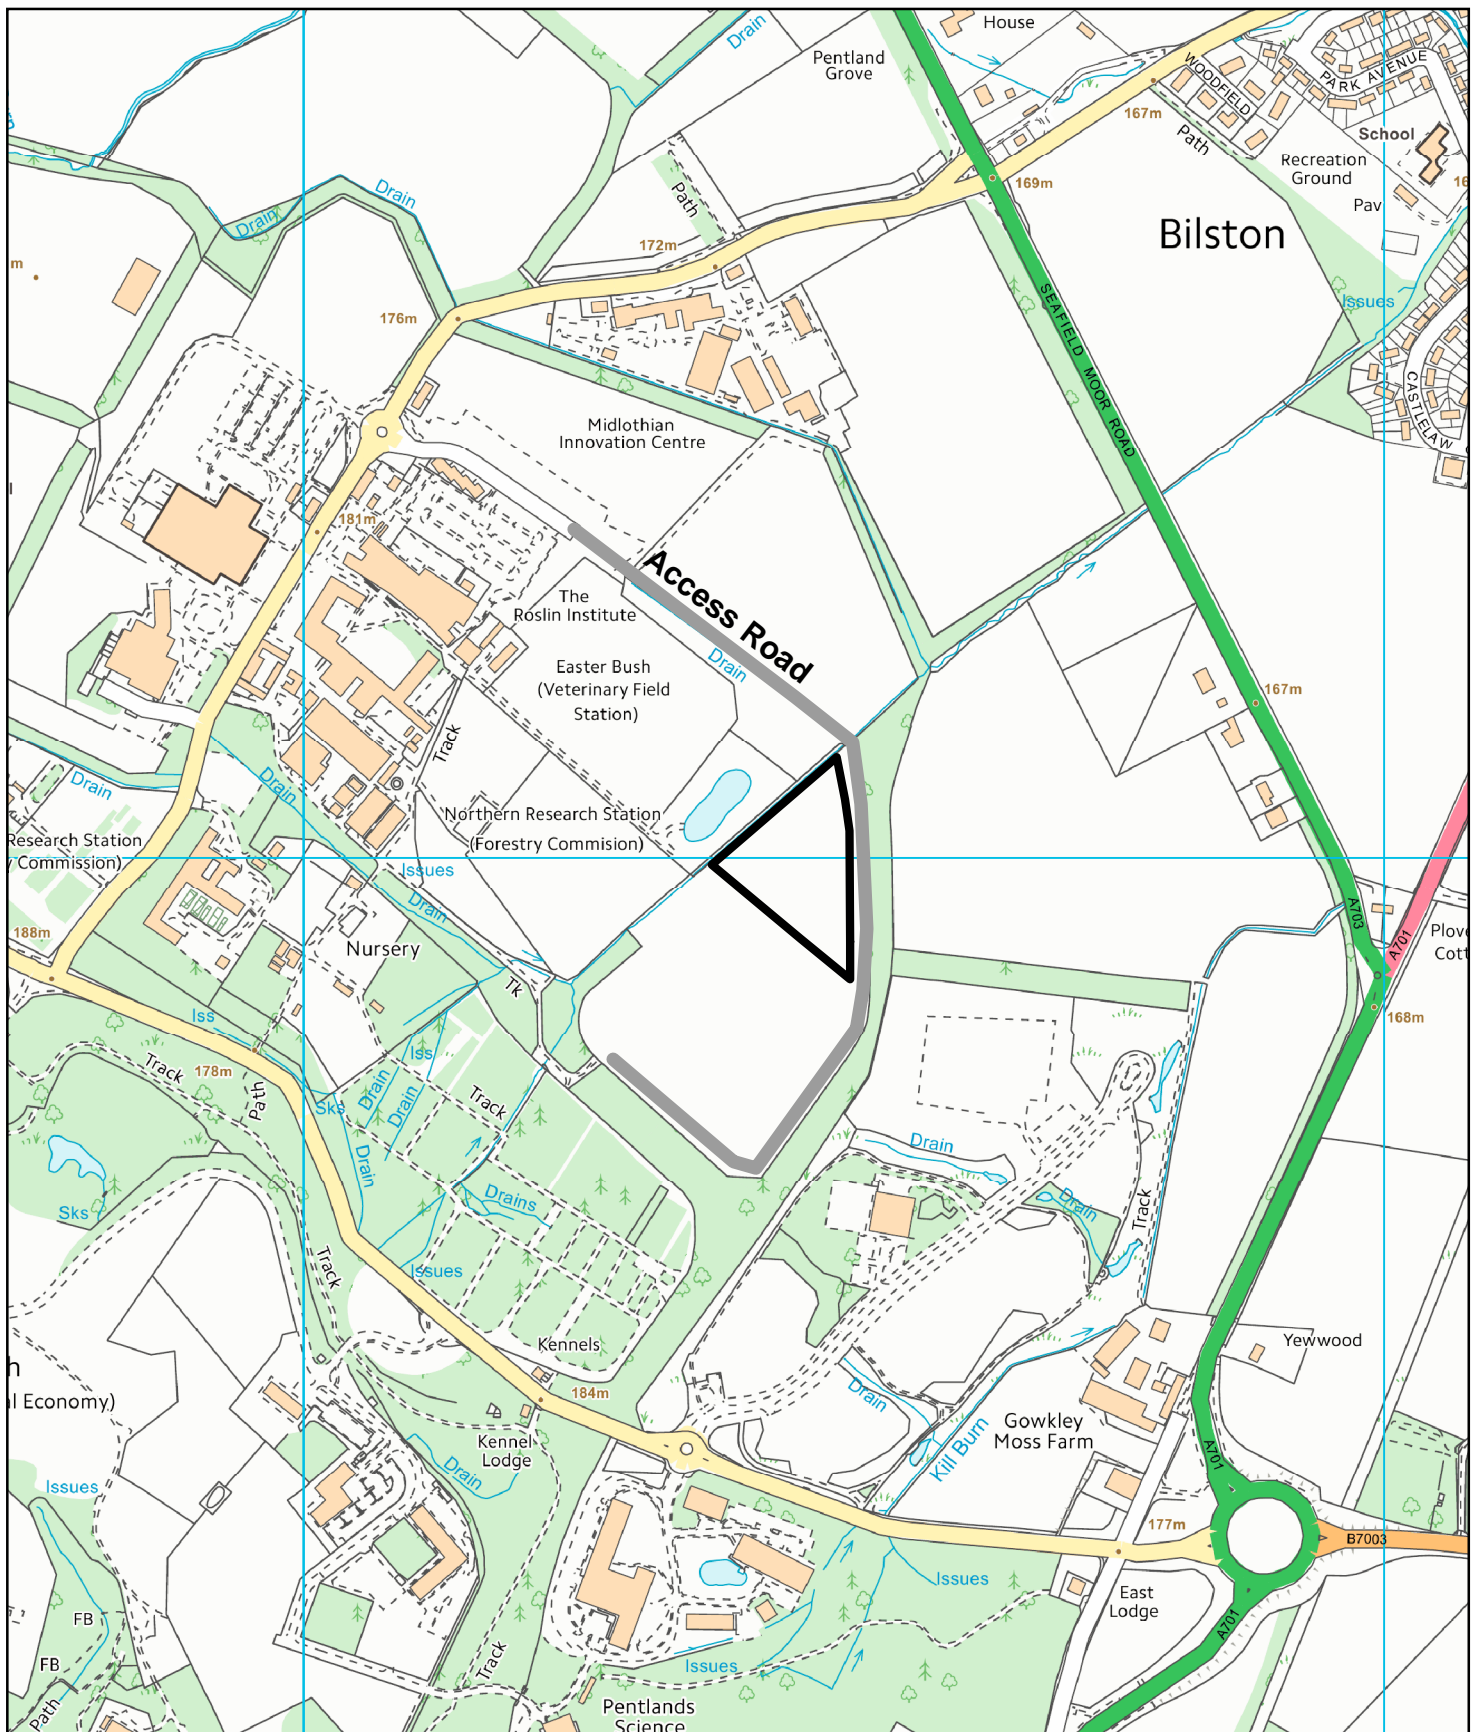 House
Drain
Pentland
Grove
WOODFIELD
PARK AVENUE
167m
School
Path
Recreation
Ground
169m
Pav
Drain
Drain
Path
172m
Bilston
m
Issues
176m
SEAFIELD MOOR ROAD
CASTLELAW
Midlothian
Innovation Centre
181m
Access Road
The
Roslin Institute
Drain
Easter Bush
(Veterinary Field
Station)
167m
Track
Drain
Drain
Northern Research Station
(Forestry Commision)
Research Station
Commission)
Issues
Drain
188m
Nursery
A703
A701
Plove
Cott
Tk
168m
Iss
Iss
Track
178m
Path
Drain
Drain
Track
Sks
Drain
Drain
Drains
Drain
Track
Sks
Track
Issues
Kennels
Yewwood
h
al Economy)
184m
Drain
Gowkley
Moss Farm
Kill Burn
Kennel
Lodge
Drain
A701
Issues
177m
B7003
Issues
East
Lodge
A701
FB
FB
Track
Issues
Path
Pentlands
Science